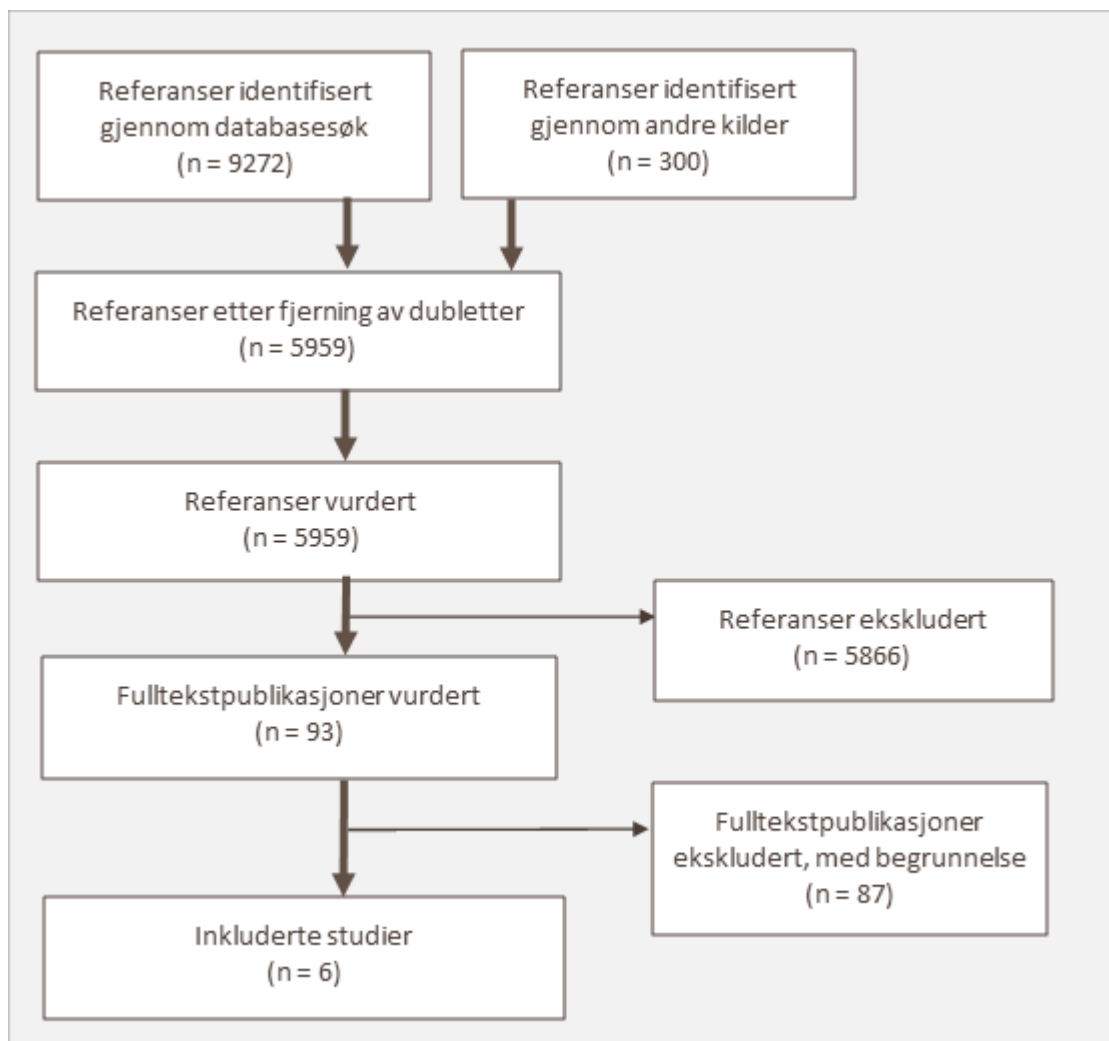 Referanser identifisert
gjennom databasesøk
(n = 9272)
Referanser identifisert
gjennom andre kilder
(n = 300)
Referanser etter fjerning av dubletter
(n = 5959)
Referanser vurdert
(n = 5959)
Referanser ekskludert
(n = 5866)
Fulltekstpublikasjoner vurdert
(n = 93)
Fulltekstpublikasjoner
ekskludert, med begrunnelse
(n = 87)
Inkluderte studier
(n = 6)